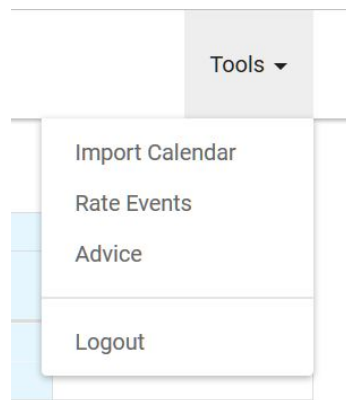 Tools
Import Calendar
Rate Events
Advice
Logout